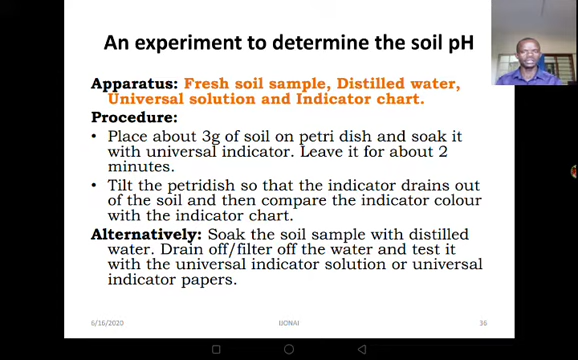 An experiment to determine the soil pH
Apparatus: Fresh soil sample, Distilled water,
Universal solution and Indicator chart.
Procedure:
• Place about 3g of soil on petri dish and soak it
with universal indicator. Leave it for about 2
minutes.
• Tilt the petridish so that the indicator drains out
of the soil and then compare the indicator colour
with the indicator chart.
Alternatively: Soak the soil sample with distilled
water. Drain off/filter off the water and test it
with the universal indicator solution or universal
indicator papers.
6/16/2020 IJONAI 36